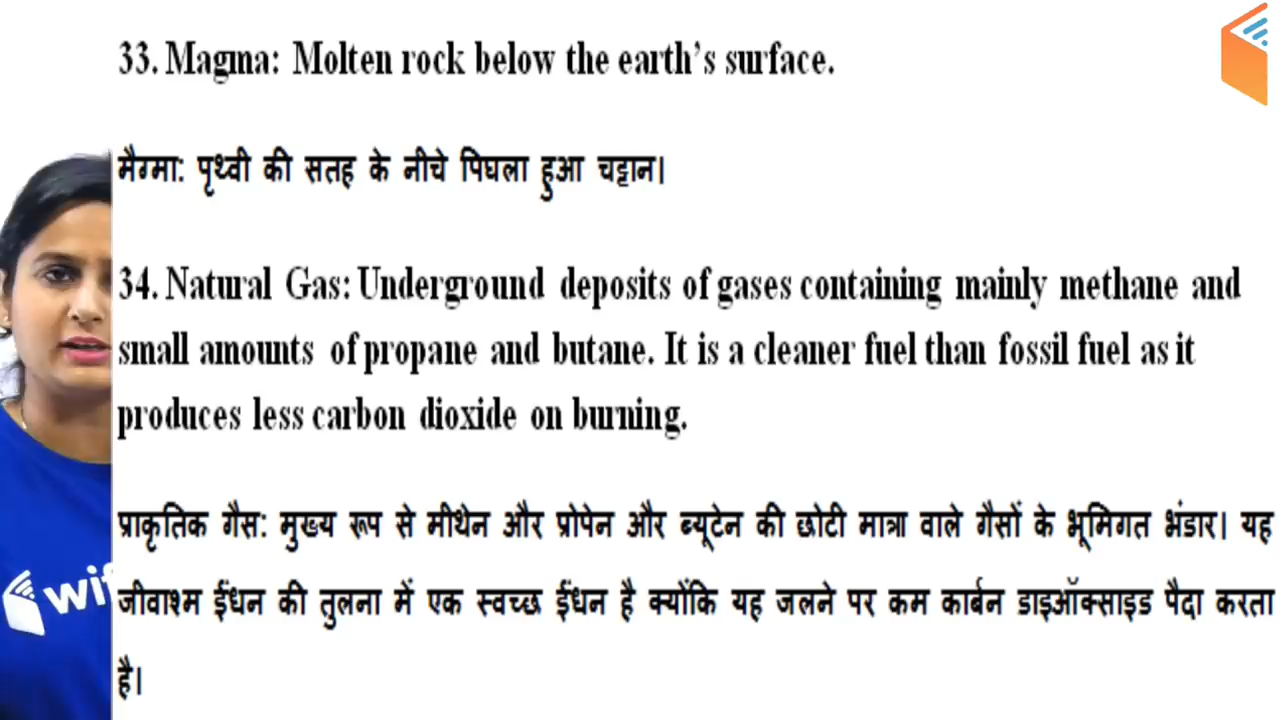 33. Magma: Molten rock below the earth's surface.
मैग्मा: पृथ्वी की सतह के नीचे पिघला हुआ चट्टान।
34. Natural Gas: Underground deposits of gases containing mainly methane and
small amounts of propane and butane. It is a cleaner fuel than fossil fuel as it
produces less carbon dioxide on burning.
प्राकृतिक गैस: मुख्य रूप से मीथेन और प्रोपेन और ब्यूटेन की छोटी मात्रा वाले गैसों के भूमिगत भंडार। यह
जीवाश्म ईंधन की तुलना में एक स्वच्छ ईंधन है क्योंकि यह जलने पर कम कार्बन डाइऑक्साइड पैदा करता
है।
wif